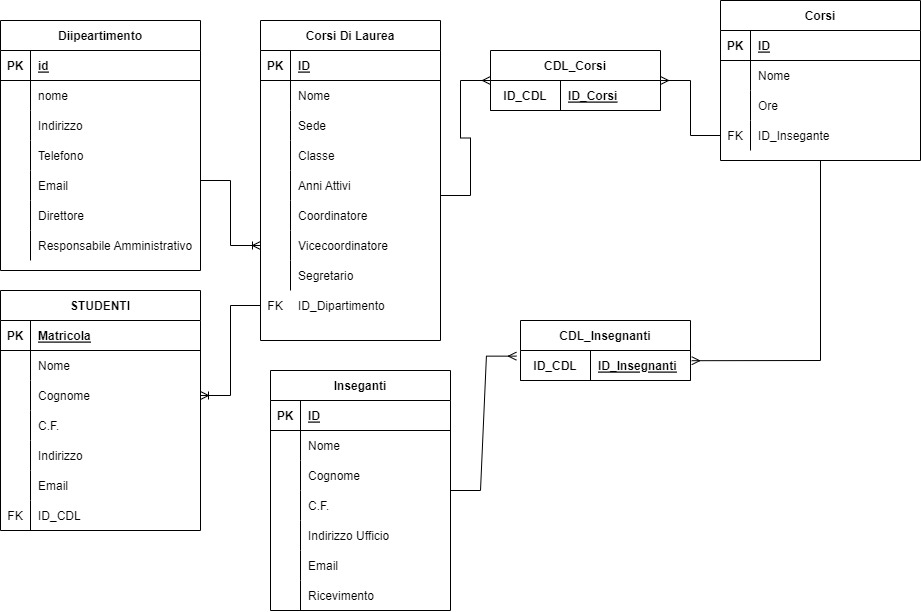 Diipeartimento
PK id
nome
Indirizzo
Telefono
Email
Direttore
Responsabile Amministrativo
STUDENTI
PK Matricola
Nome
Cognome
C.F.
Indirizzo
Email
FK ID_CDL
Corsi Di Laurea
PK ID
Nome
Sede
Classe
Anni Attivi
Coordinatore
Vicecoordinatore
Segretario
FK ID_Dipartimento
Inseganti
PK ID
Nome
Cognome
C.F.
Indirizzo Ufficio
Email
Ricevimento
CDL_Corsi
ID_CDL ID_Corsi
CDL_Insegnanti
ID_CDL ID_Insegnanti
Corsi
PK ID
Nome
Ore
FK ID_Insegante